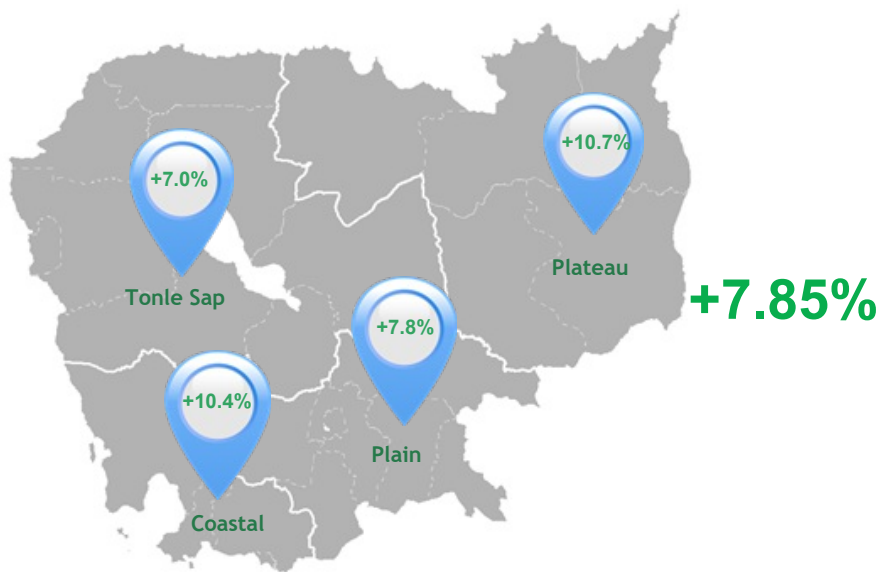 +10.7%
Plateau
+7.0%
Tonle Sap
+7.85%
+7.8%
Plain
+10.4%
Coastal